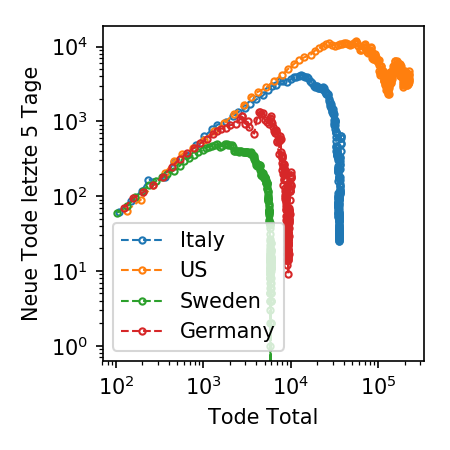 Neue Tode letzte 5 Tage
10⁴
10³
10²
10¹
10⁰
Italy
US
Sweden
Germany
10² 10³ 10⁴ 10⁵
Tode Total